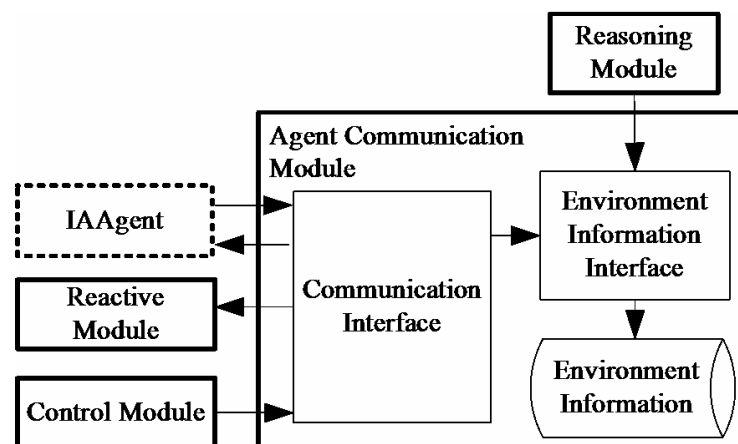 Reasoning
Module
Agent Communication
Module
IAAgent
Environment
Information
Interface
Reactive
Module
Communication
Interface
Environment
Information
Control Module